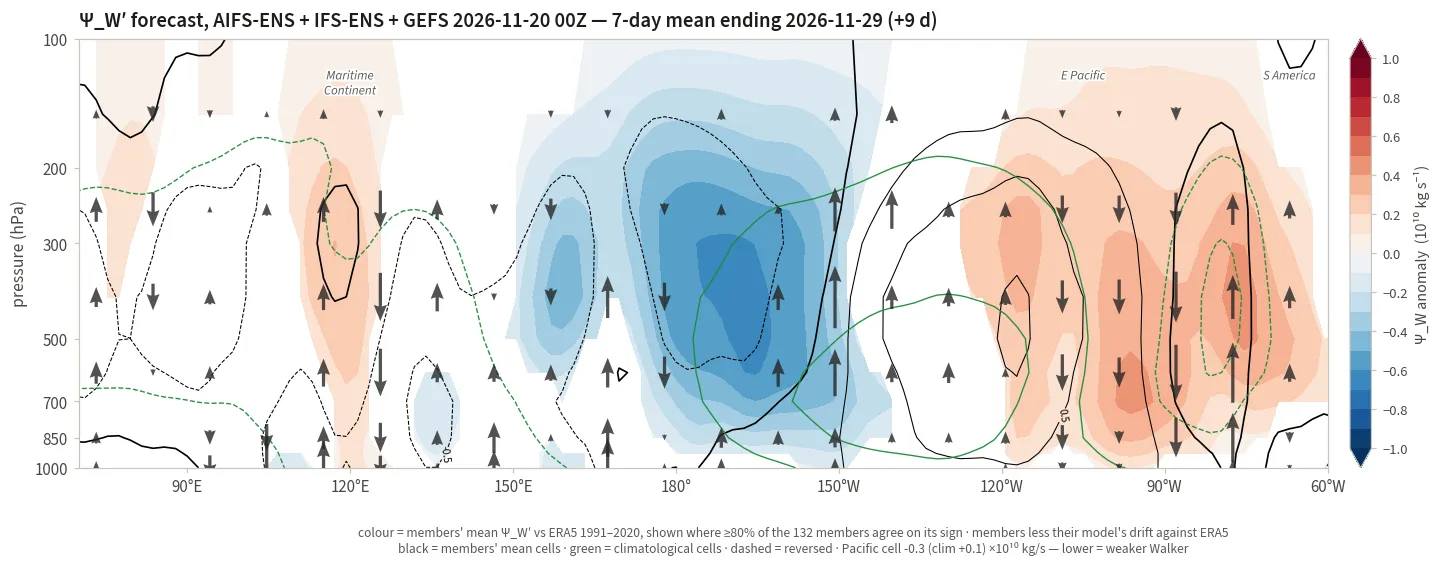 Ψ_W′ forecast, AIFS-ENS + IFS-ENS + GEFS 2026-11-20 00Z — 7-day mean ending 2026-11-29 (+9 d)
100
200
300
500
700
850
1000
pressure (hPa)
Maritime
Continent
E Pacific
S America
0.5
-0.5
90°E
120°E
150°E
180°
150°W
120°W
90°W
60°W
1.0
0.8
0.6
0.4
0.2
0.0
−0.2
−0.4
−0.6
−0.8
−1.0
Ψ_W anomaly (10¹⁰ kg s⁻¹)
colour = members' mean Ψ_W′ vs ERA5 1991–2020, shown where ≥80% of the 132 members agree on its sign · members less their model's drift against ERA5
black = members' mean cells · green = climatological cells · dashed = reversed · Pacific cell -0.3 (clim +0.1) ×10¹⁰ kg/s — lower = weaker Walker